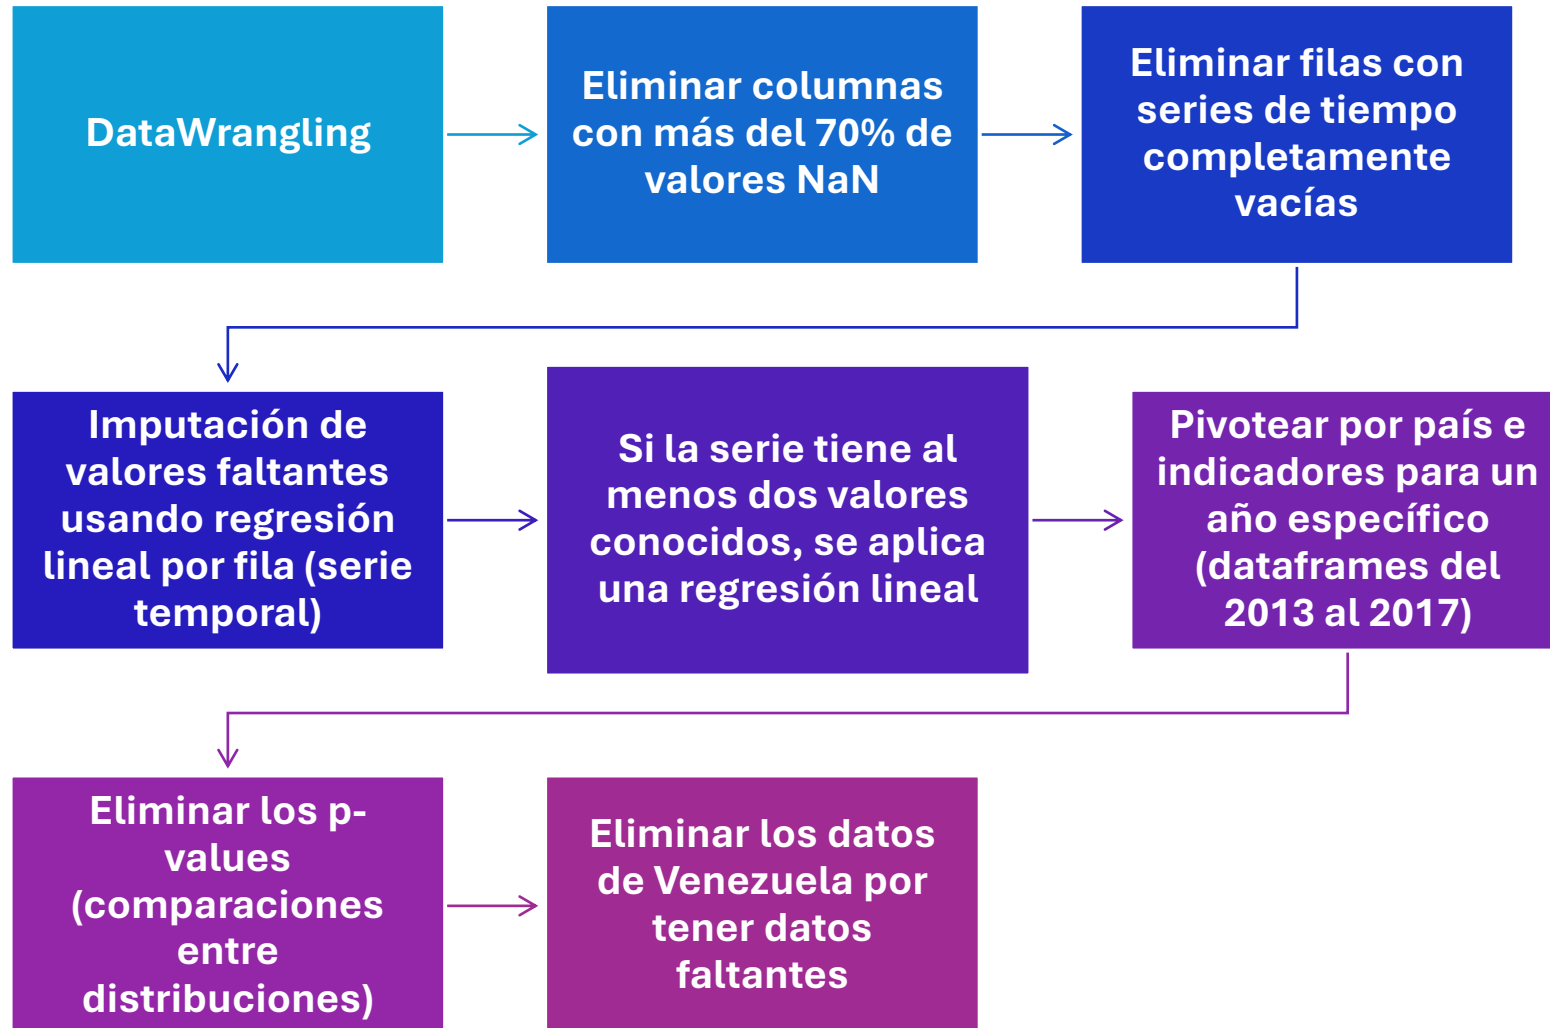 DataWrangling
Eliminar columnas
con más del 70% de
valores NaN
Eliminar filas con
series de tiempo
completamente
vacías
Imputación de
valores faltantes
usando regresión
lineal por fila (serie
temporal)
Si la serie tiene al
menos dos valores
conocidos, se aplica
una regresión lineal
Pivotear por país e
indicadores para un
año específico
(dataframes del
2013 al 2017)
Eliminar los p-
values
(comparaciones
entre
distribuciones)
Eliminar los datos
de Venezuela por
tener datos
faltantes